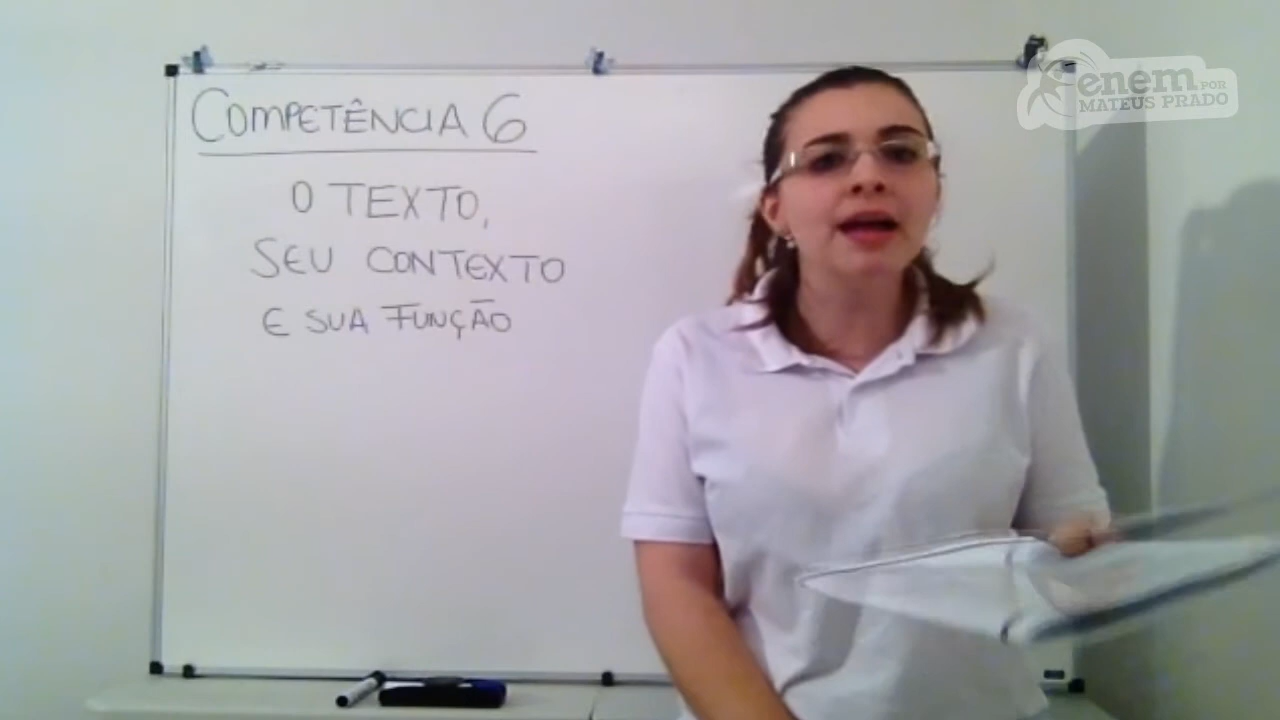 COMPETÊNCIA 6
O TEXTO,
SEU CONTEXTO
E SUA FUNÇÃO
enem POR
MATEUS PRADO